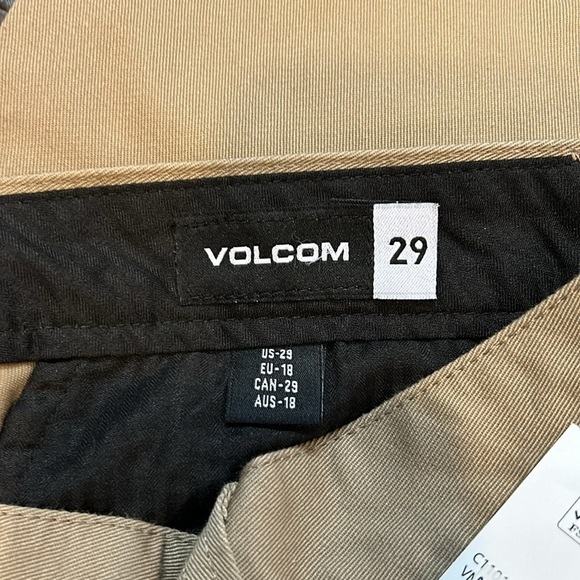 VOLCOM
29
US-29
EU-18
CAN-29
AUS-18